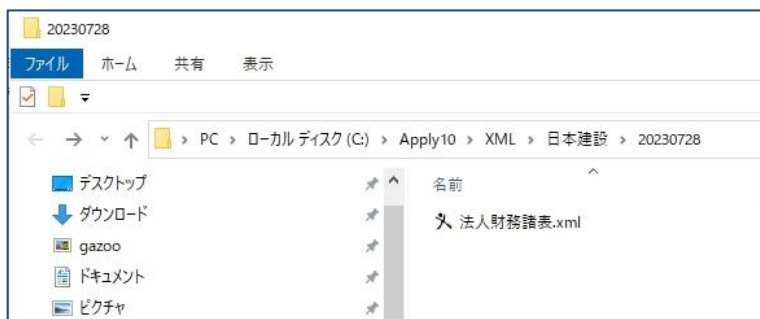 20230728
ファイル ホーム 共有 表示
PC › ローカル ディスク (C:) › Apply10 › XML › 日本建設 › 20230728
デスクトップ
ダウンロード
gazoo
ドキュメント
ピクチャ
名前
法人財務諸表.xml